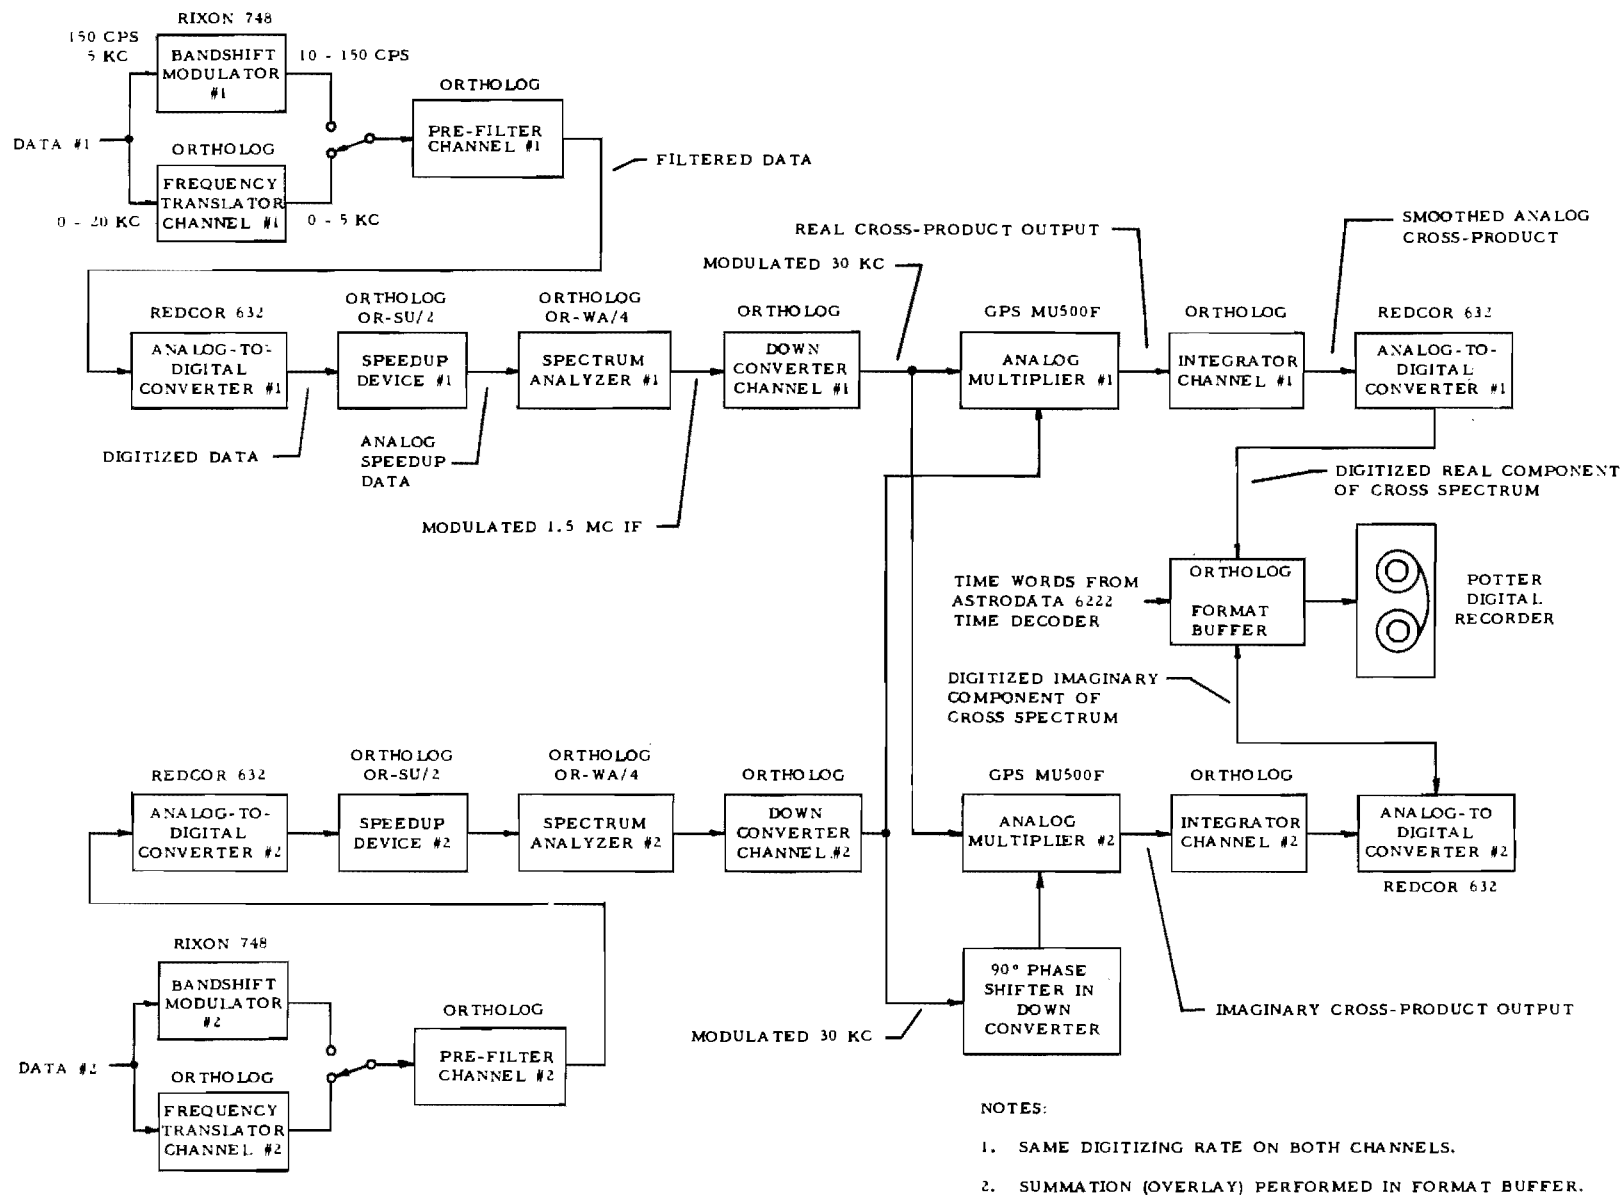 RIXON 748
150 CPS
5 KC
BANDSHIFT
MODULATOR
#1
10 - 150 CPS
DATA #1
ORTHOLOG
FREQUENCY
TRANSLATOR
CHANNEL #1
0 - 20 KC
0 - 5 KC
ORTHOLOG
PRE-FILTER
CHANNEL #1
FILTERED DATA
REDCOR 632
ANALOG-TO-
DIGITAL
CONVERTER #1
DIGITIZED DATA
ORTHOLOG
OR-SU/2
SPEEDUP
DEVICE #1
ANALOG
SPEEDUP
DATA
ORTHOLOG
OR-WA/4
SPECTRUM
ANALYZER #1
MODULATED 1.5 MC IF
ORTHOLOG
DOWN
CONVERTER
CHANNEL #1
MODULATED 30 KC
REAL CROSS-PRODUCT OUTPUT
GPS MU500F
ANALOG
MULTIPLIER #1
ORTHOLOG
INTEGRATOR
CHANNEL #1
SMOOTHED ANALOG
CROSS-PRODUCT
REDCOR 632
ANALOG-TO-
DIGITAL
CONVERTER #1
DIGITIZED REAL COMPONENT
OF CROSS SPECTRUM
TIME WORDS FROM
ASTRODATA 6222
TIME DECODER
ORTHOLOG
FORMAT
BUFFER
POTTER
DIGITAL
RECORDER
DIGITIZED IMAGINARY
COMPONENT OF
CROSS SPECTRUM
REDCOR 632
ANALOG-TO-
DIGITAL
CONVERTER #2
ORTHOLOG
OR-SU/2
SPEEDUP
DEVICE #2
ORTHOLOG
OR-WA/4
SPECTRUM
ANALYZER #2
ORTHOLOG
DOWN
CONVERTER
CHANNEL #2
GPS MU500F
ANALOG
MULTIPLIER #2
ORTHOLOG
INTEGRATOR
CHANNEL #2
ANALOG-TO
DIGITAL
CONVERTER #2
REDCOR 632
RIXON 748
BANDSHIFT
MODULATOR
#2
DATA #2
ORTHOLOG
FREQUENCY
TRANSLATOR
CHANNEL #2
ORTHOLOG
PRE-FILTER
CHANNEL #2
MODULATED 30 KC
90° PHASE
SHIFTER IN
DOWN
CONVERTER
IMAGINARY CROSS-PRODUCT OUTPUT
NOTES:
1. SAME DIGITIZING RATE ON BOTH CHANNELS.
2. SUMMATION (OVERLAY) PERFORMED IN FORMAT BUFFER.